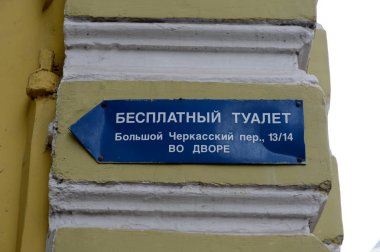 БЕСПЛАТНЫЙ ТУАЛЕТ
Большой Черкасский пер., 13/14
ВО ДВОРЕ